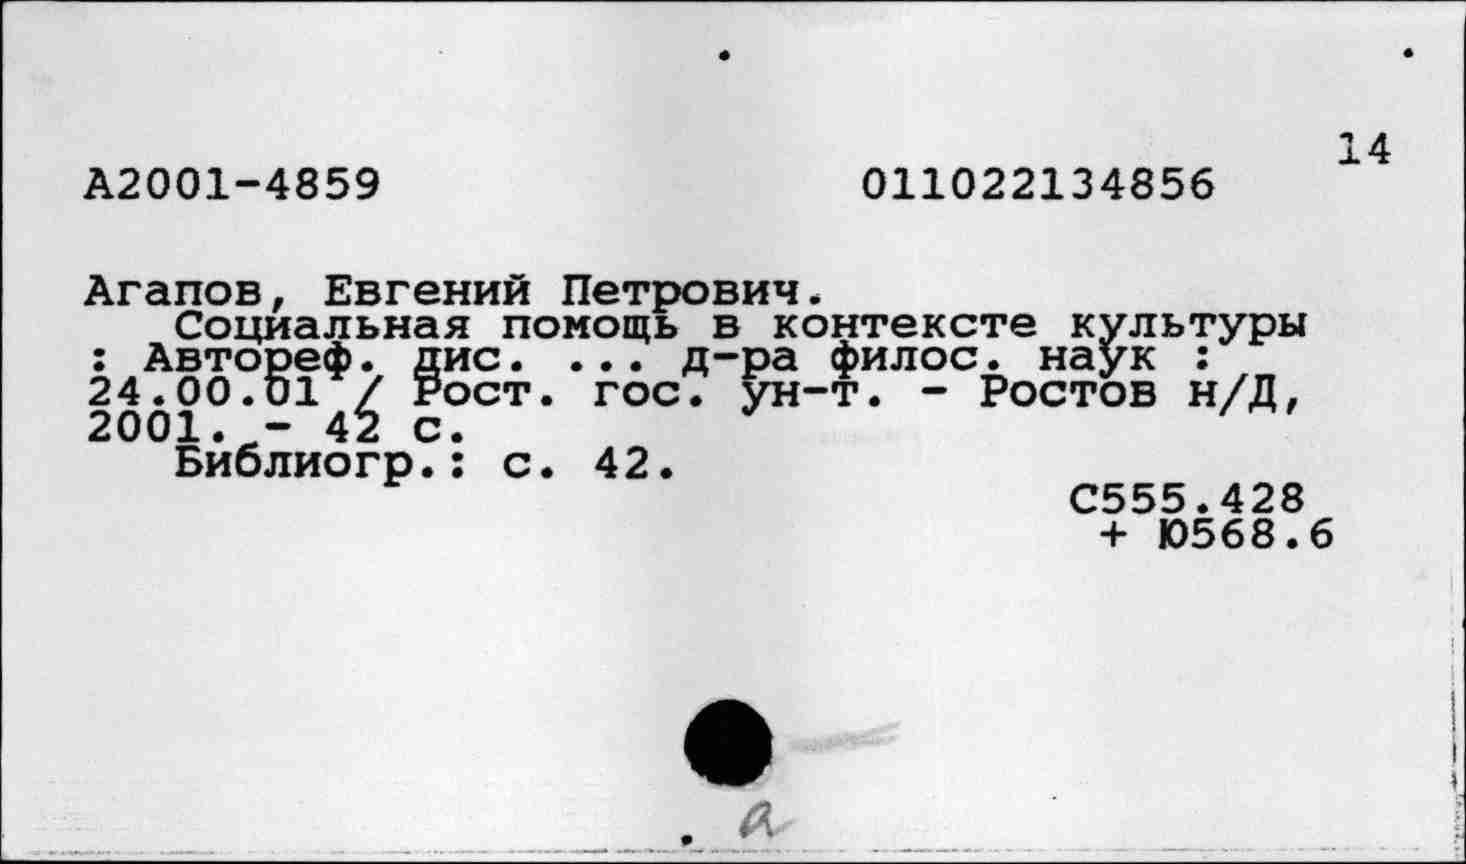 14
А2001-4859 011022134856
Агапов, Евгений Петрович.
Социальная помощь в контексте культуры
: Автореф. дис. ... д-ра филос. наук :
24.00.01 / Рост. гос. ун-т. - Ростов н/Д,
2001. - 42 с.
Библиогр.: с. 42.
С555.428
+ Ю568.6
а